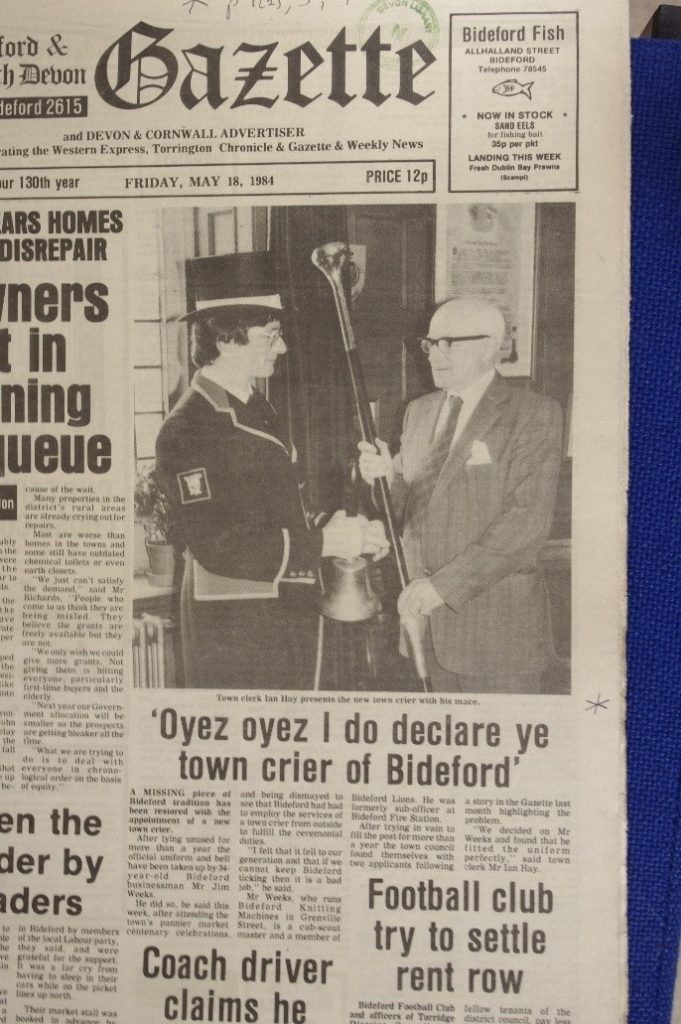 DEVON LIBRARY
ford &
h Devon
Gazette
deford 2615
and DEVON & CORNWALL ADVERTISER
rating the Western Express, Torrington Chronicle & Gazette & Weekly News
our 130th year
FRIDAY, MAY 18, 1984
PRICE 12p
Bideford Fish
ALLHALLAND STREET
BIDEFORD
Telephone 78545
* NOW IN STOCK *
SAND EELS
for fishing bait
35p per pkt
LANDING THIS WEEK
Fresh Dublin Bay Prawns
(Scampi)
EARS HOMES
DISREPAIR
wners
t in
ning
queue
cause of the wait.
Many properties in the
district's rural areas
are already crying out for
repairs.
Most are worse than
homes in the towns and
some still have outdated
chemical toilets or even
earth closets.
"We just can't satisfy
the demand," said Mr
Richards. "People who
come to us think they are
being misled. They
believe the grants are
freely available but they
are not.
"We only wish we could
give more grants. Not
giving them is hitting
everyone, particularly
first-time buyers and the
elderly.
"Next year our Govern-
ment allocation will be
smaller so the prospects
are getting bleaker all the
time.
"What we are trying to
do is to deal with
everyone in chrono-
logical order on the basis
of equity."
en the
der by
aders
in Bideford by members
of the local Labour party,
they said, and were
grateful for the support.
It was a far cry from
having to sleep in their
cars while on the picket
lines up north.
Their market stall was
booked in advance by
Town clerk Ian Hay presents the new town crier with his mace.
'Oyez oyez I do declare ye
town crier of Bideford'
A MISSING piece of
Bideford tradition has
been restored with the
appointment of a new
town crier.
After lying unused for
more than a year the
official uniform and bell
have been taken up by 34-
year-old Bideford
businessman Mr Jim
Weeks.
He did so, he said this
week, after attending the
town's pannier market
centenary celebrations
and being dismayed to
see that Bideford had had
to employ the services of
a town crier from outside
to fulfill the ceremonial
duties.
"I felt that it fell to our
generation and that if we
cannot keep Bideford
ticking then it is a bad
job," he said.
Mr Weeks, who runs
Bideford Knitting
Machines in Grenville
Street, is a cub-scout
master and a member of
Bideford Lions. He was
formerly sub-officer at
Bideford Fire Station.
After trying in vain to
fill the post for more than
a year the town council
found themselves with
two applicants following
a story in the Gazette last
month highlighting the
problem.
"We decided on Mr
Weeks and found that he
fitted the uniform
perfectly," said town
clerk Mr Ian Hay.
Coach driver
claims he
Football club
try to settle
rent row
Bideford Football Club
and officers of Torridge
fellow tenants of the
district council, pay less